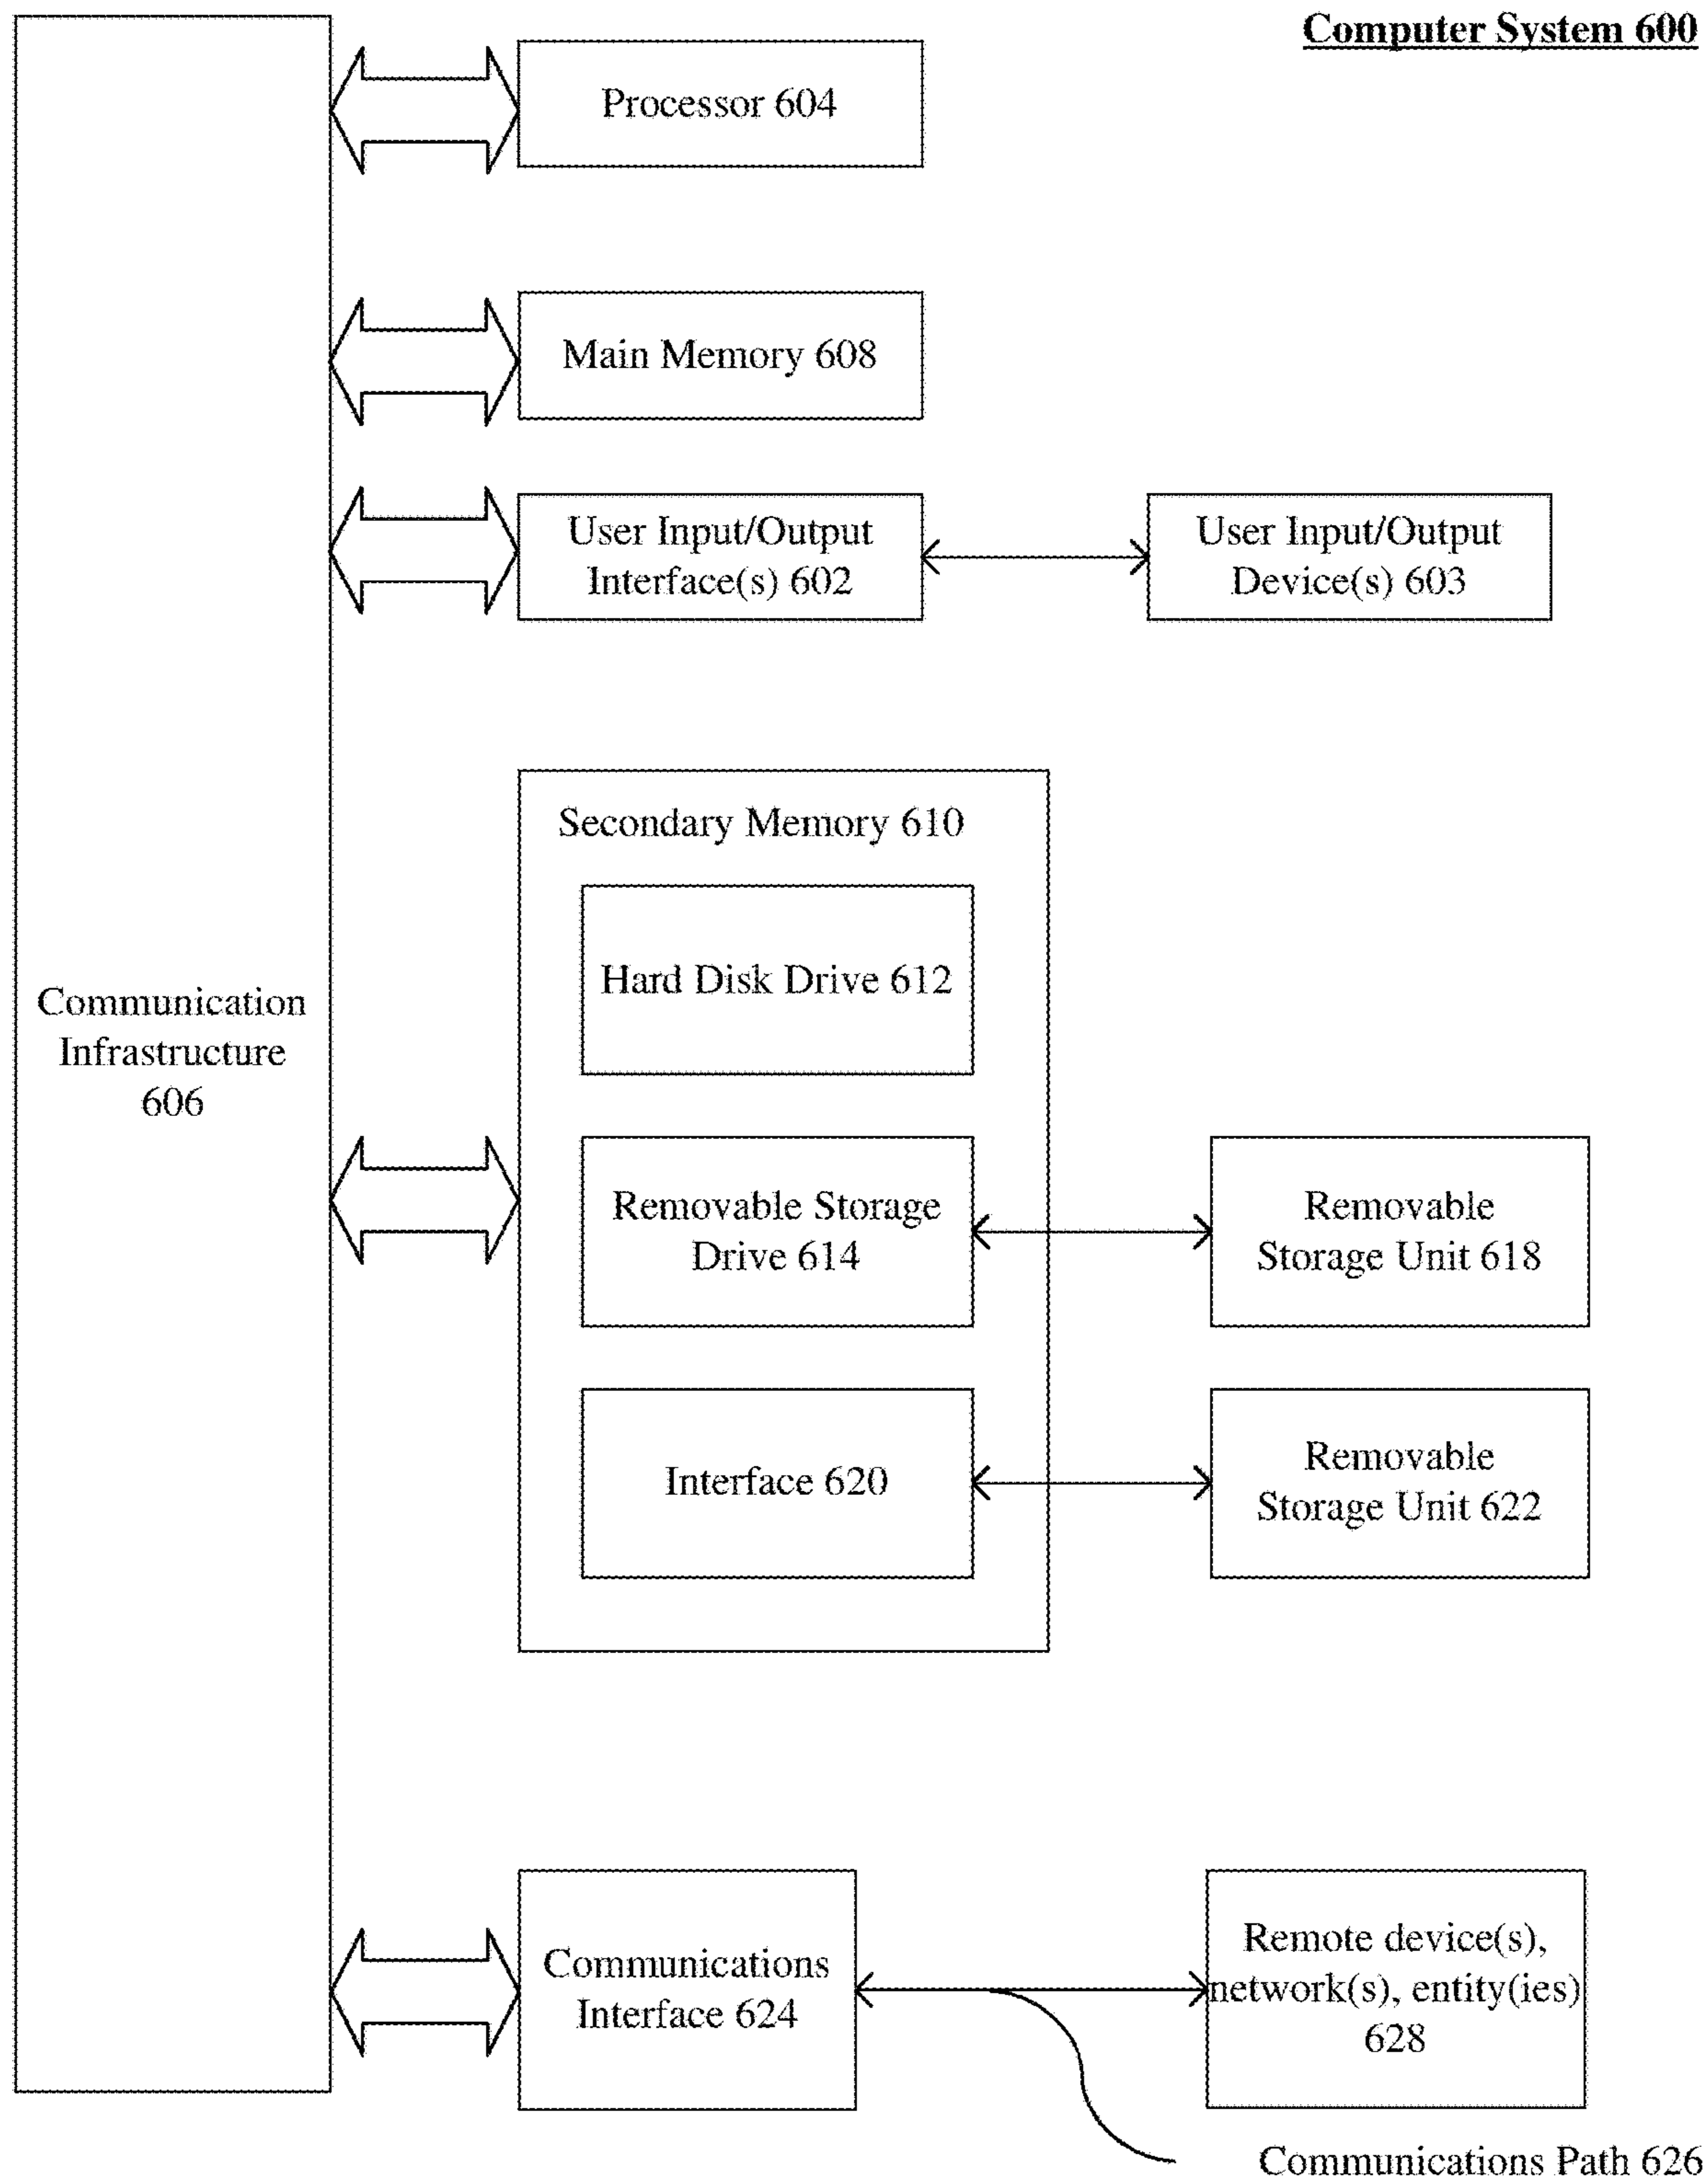 Computer System 600
Processor 604
Main Memory 608
User Input/Output
Interface(s) 602
User Input/Output
Device(s) 603
Secondary Memory 610
Hard Disk Drive 612
Communication
Infrastructure
606
Removable Storage
Drive 614
Removable
Storage Unit 618
Interface 620
Removable
Storage Unit 622
Communications
Interface 624
Remote device(s),
network(s), entity(ies)
628
Communications Path 626